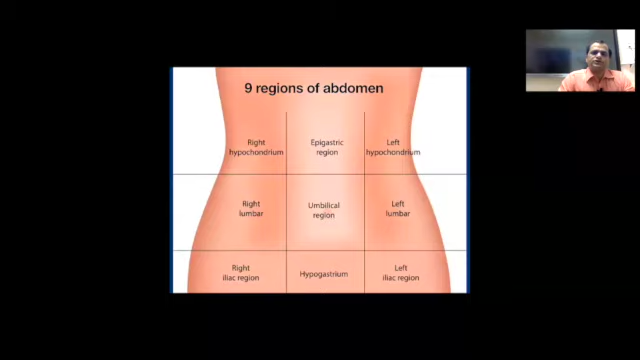 9 regions of abdomen
Right
hypochondrium
Epigastric
region
Left
hypochondrium
Right
lumbar
Umbilical
region
Left
lumbar
Right
iliac region
Hypogastrium
Left
iliac region